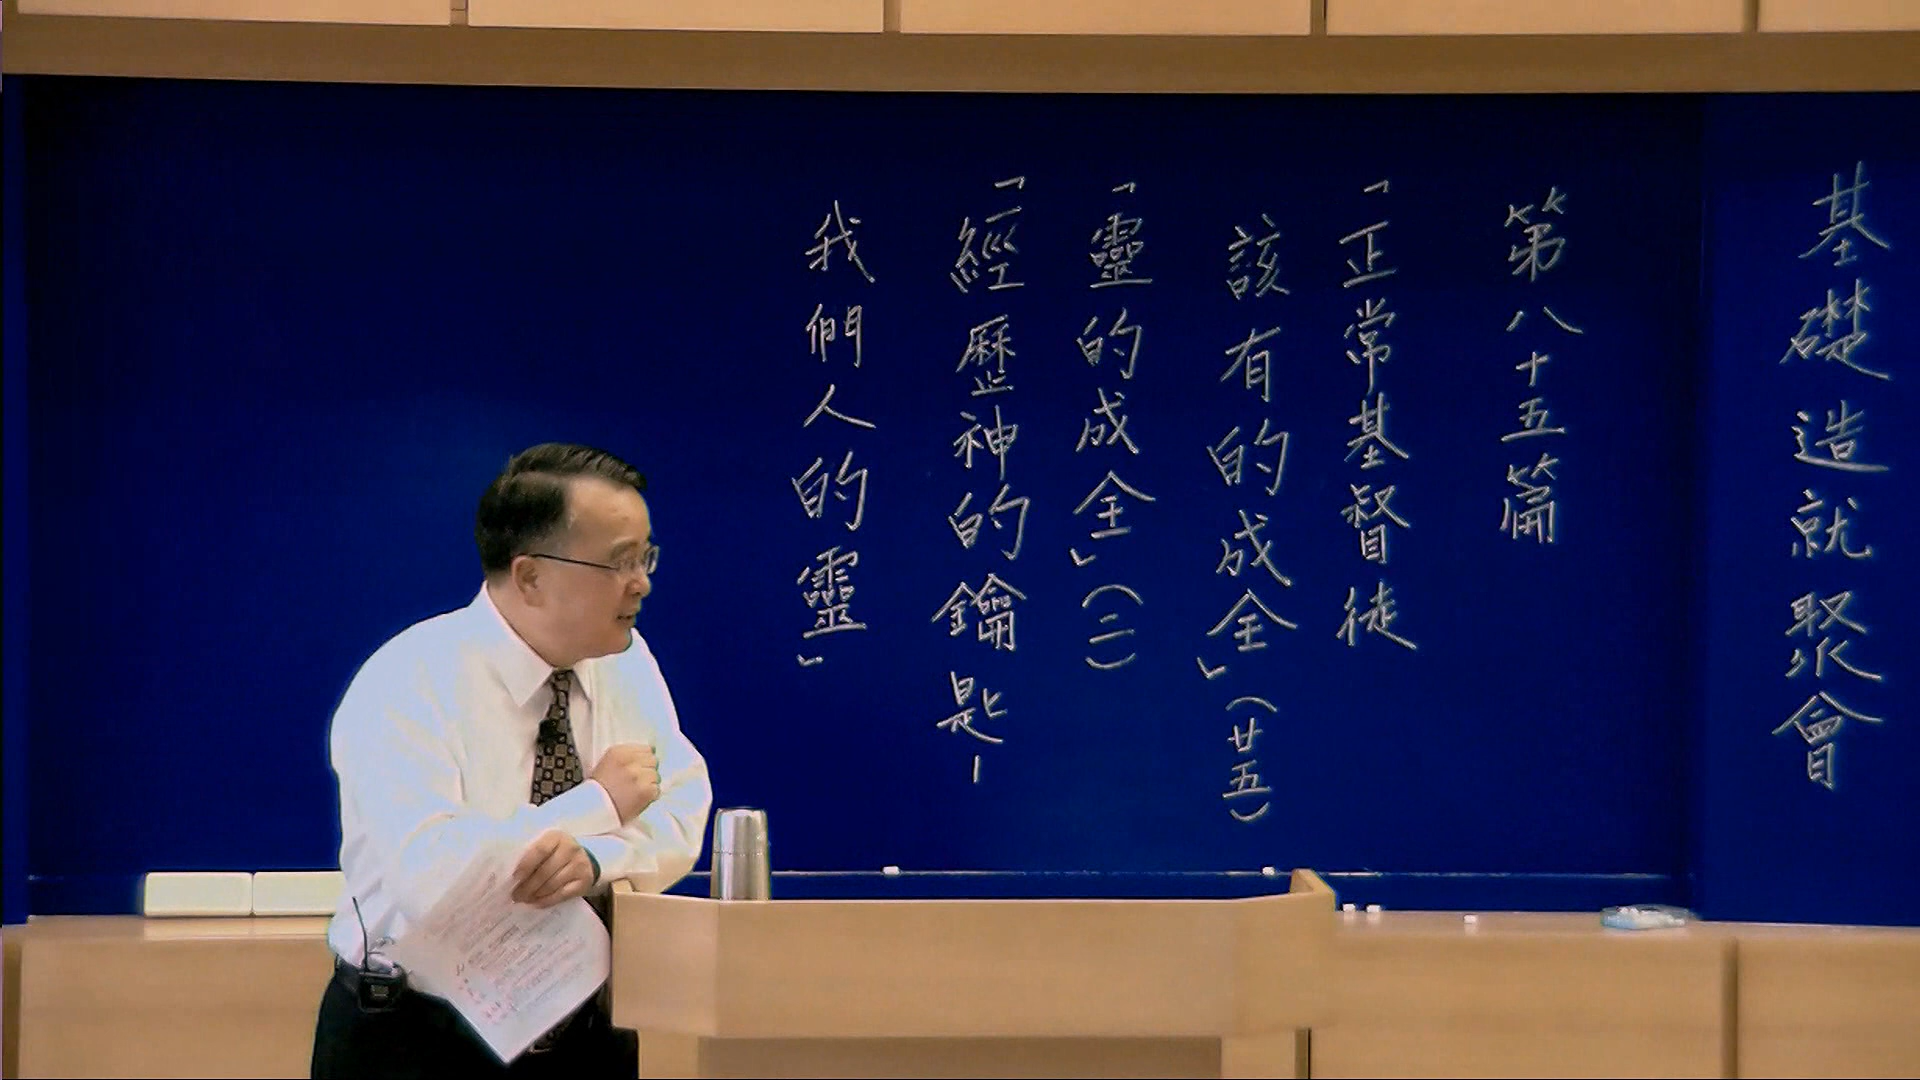 基礎造就聚會
第八十五篇
「正常基督徒
該有的成全」(廿五)
「靈的成全」(二)
「經歷神的鑰匙—
我們人的靈」